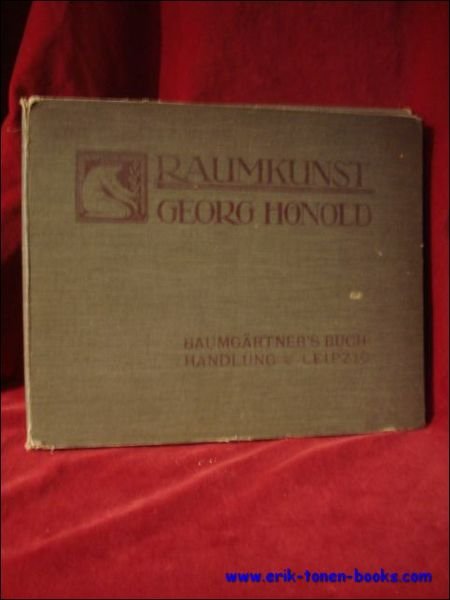 RAUMKUNST
GEORG HONOLD
BAUMGÄRTNER'S BUCH-
HANDLUNG LEIPZIG
www.erik-tonen-books.com